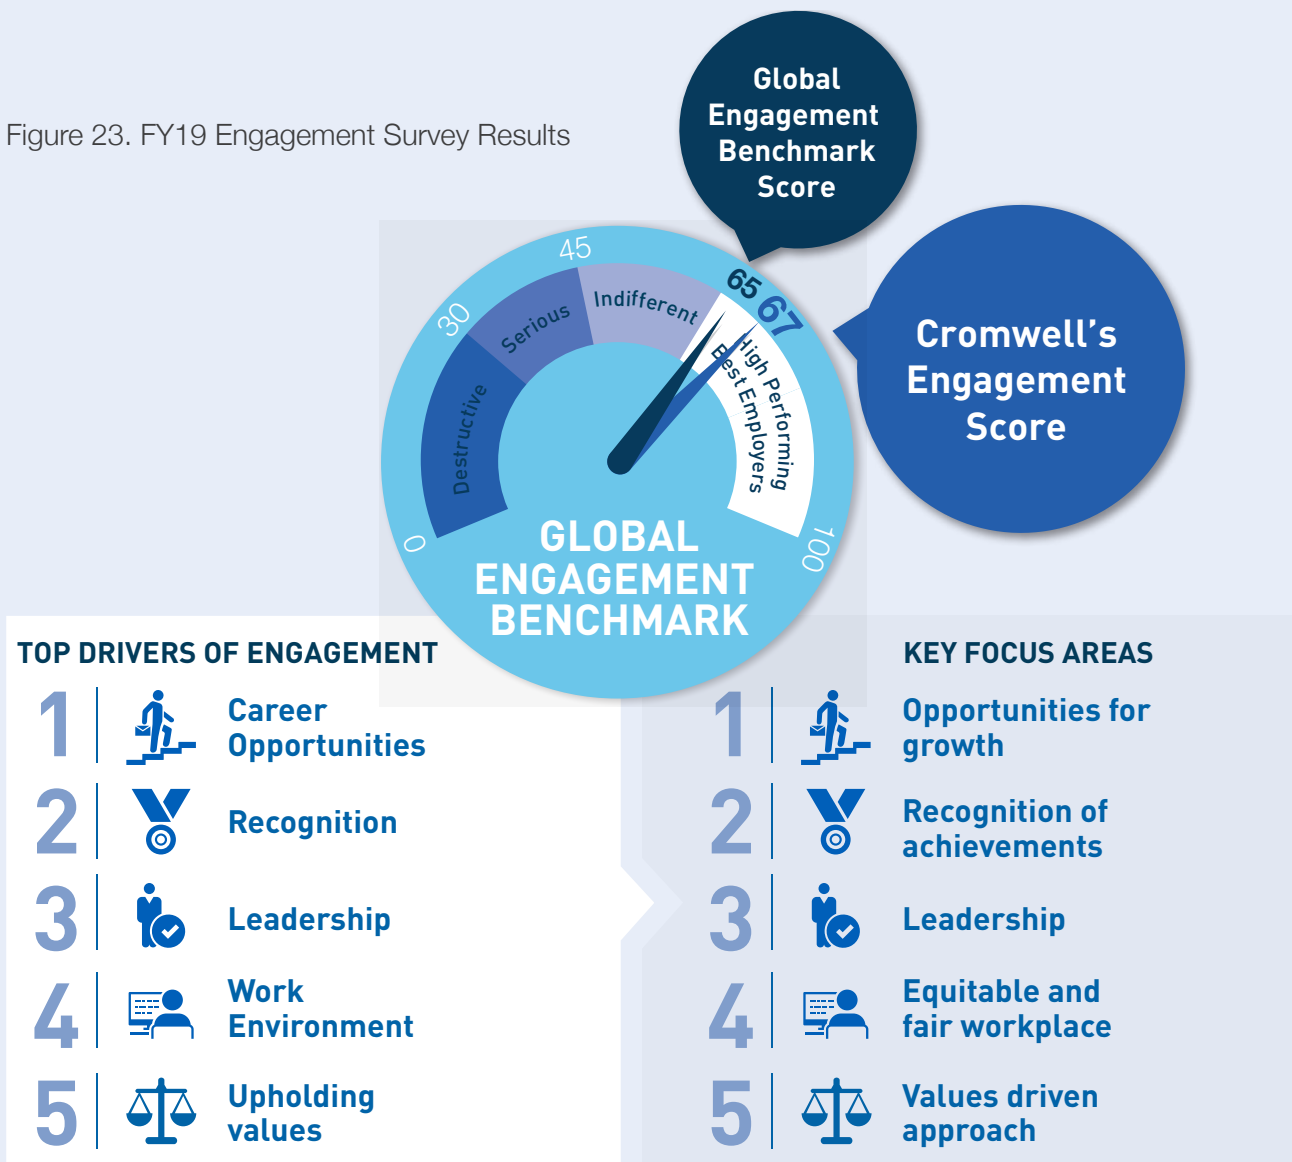 Figure 23. FY19 Engagement Survey Results
Global
Engagement
Benchmark
Score
Cromwell's
Engagement
Score
0
30
45
65
67
100
Destructive
Serious
Indifferent
High Performing
Best Employers
GLOBAL
ENGAGEMENT
BENCHMARK
TOP DRIVERS OF ENGAGEMENT
1
Career
Opportunities
2
Recognition
3
Leadership
4
Work
Environment
5
Upholding
values
KEY FOCUS AREAS
1
Opportunities for
growth
2
Recognition of
achievements
3
Leadership
4
Equitable and
fair workplace
5
Values driven
approach